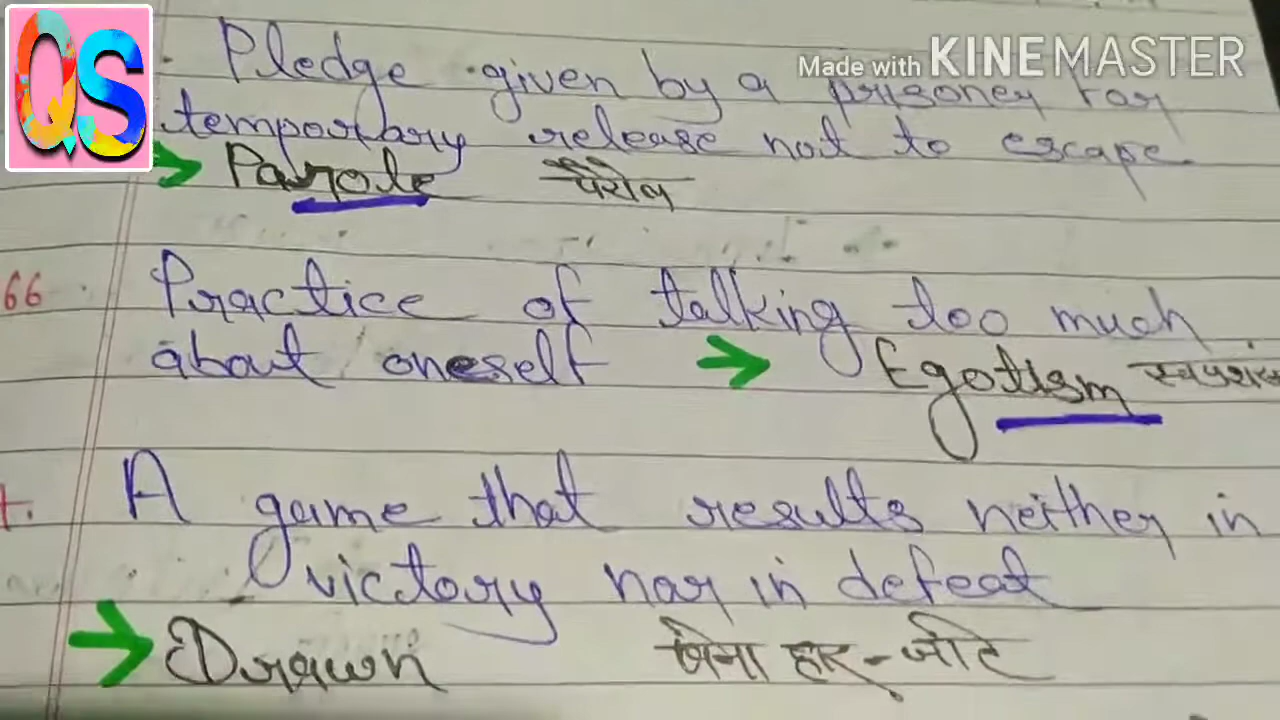 QS
Made with KINEMASTER
Pledge given by a prisoner for
temporary release not to escape
Parole पैरोल
66 Practice of talking too much
about oneself Egotism
A game that results neither in
victory nor in defeat
Drawn बिना हार-जीते